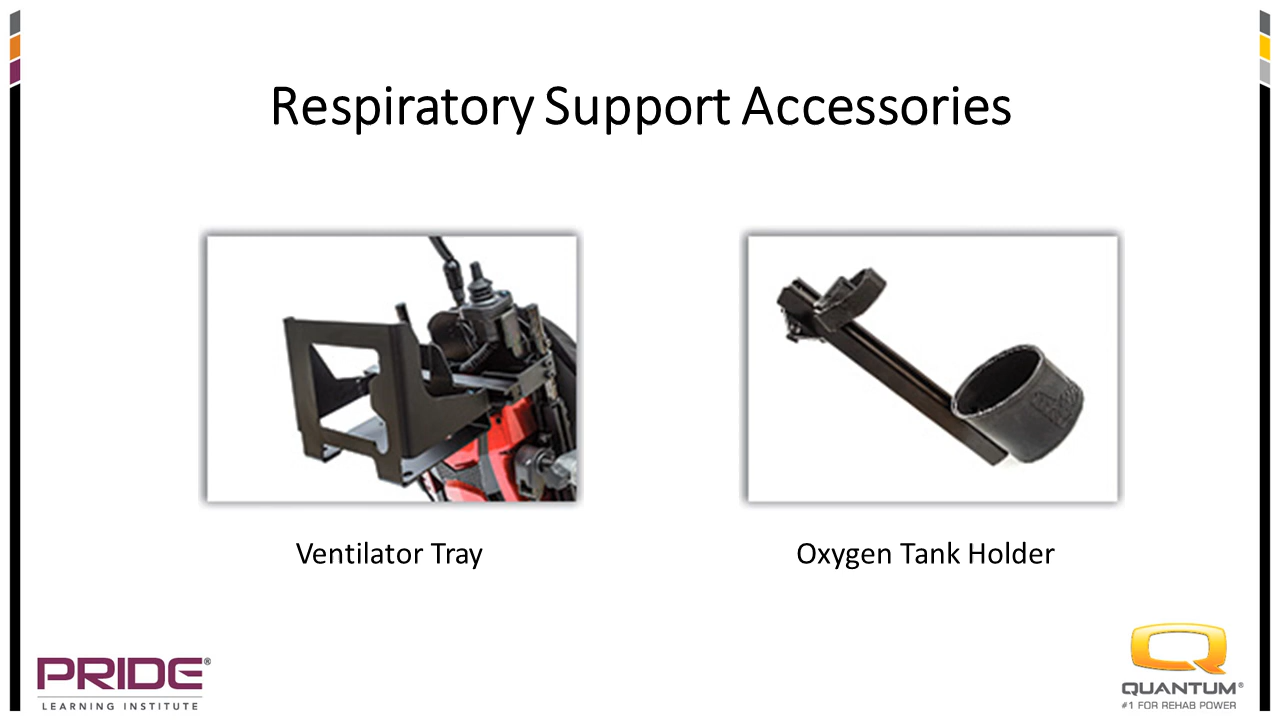 Respiratory Support Accessories
Ventilator Tray
Oxygen Tank Holder
PRIDE®
LEARNING INSTITUTE
QUANTUM®
#1 FOR REHAB POWER